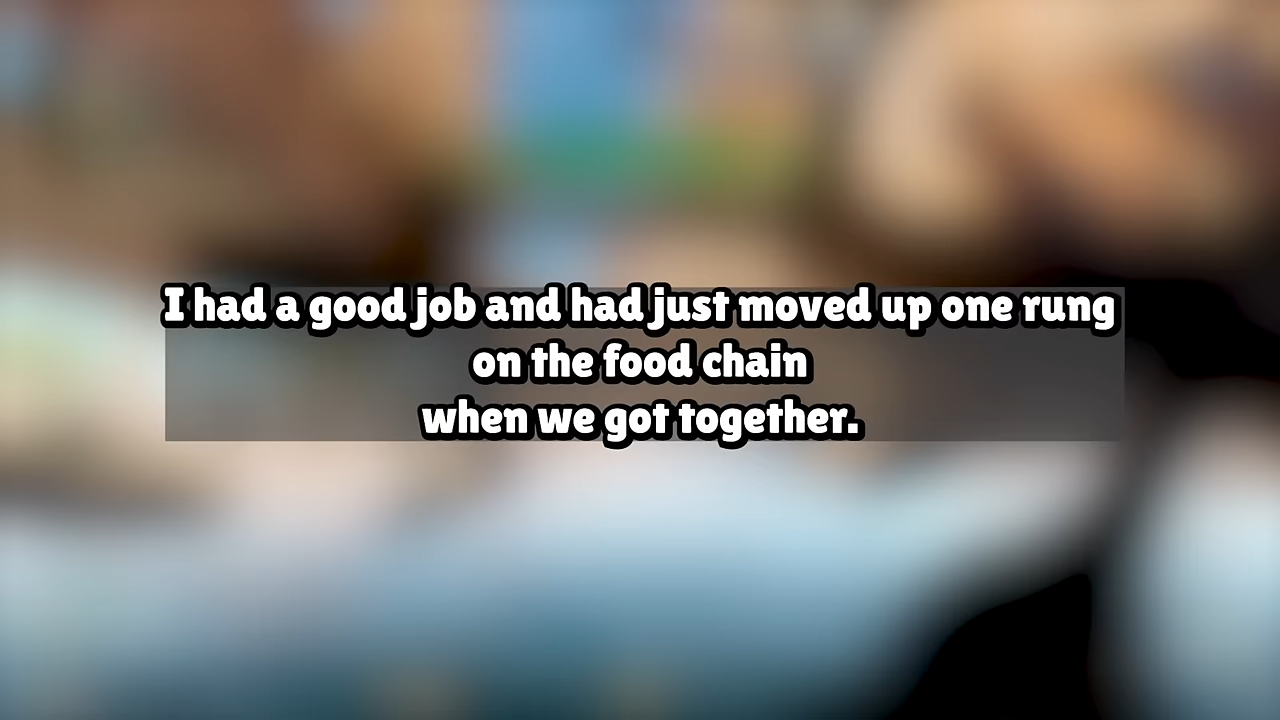 I had a good job and had just moved up one rung
on the food chain
when we got together.